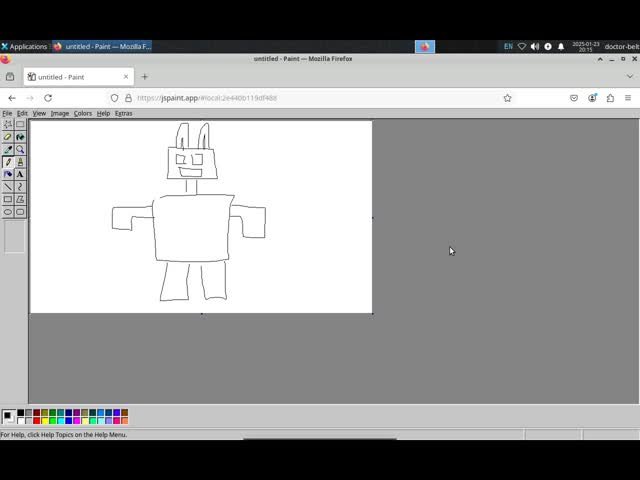 Applications untitled - Paint — Mozilla F... EN 2025-01-23 20:15 doctor-belt
untitled - Paint — Mozilla Firefox
untitled - Paint
https://jspaint.app/#local:2e440b119df488
File Edit View Image Colors Help Extras
A
For Help, click Help Topics on the Help Menu.